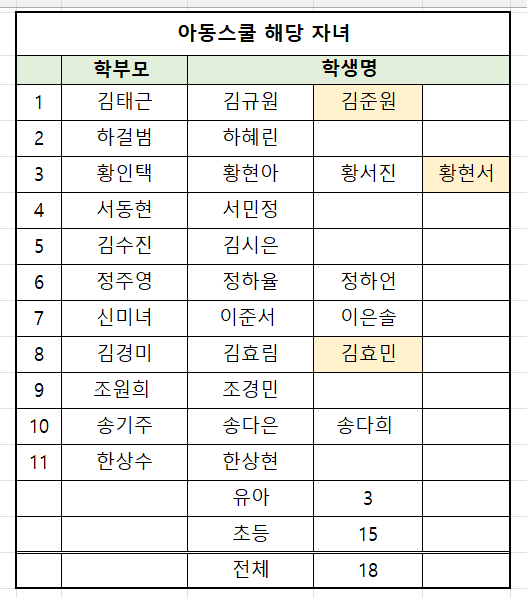 아동스쿨 해당 자녀
학부모 학생명
1 김태근 김규원 김준원
2 하걸범 하혜린
3 황인택 황현아 황서진 황현서
4 서동현 서민정
5 김수진 김시은
6 정주영 정하율 정하언
7 신미녀 이준서 이은솔
8 김경미 김효림 김효민
9 조원희 조경민
10 송기주 송다은 송다희
11 한상수 한상현
유아 3
초등 15
전체 18